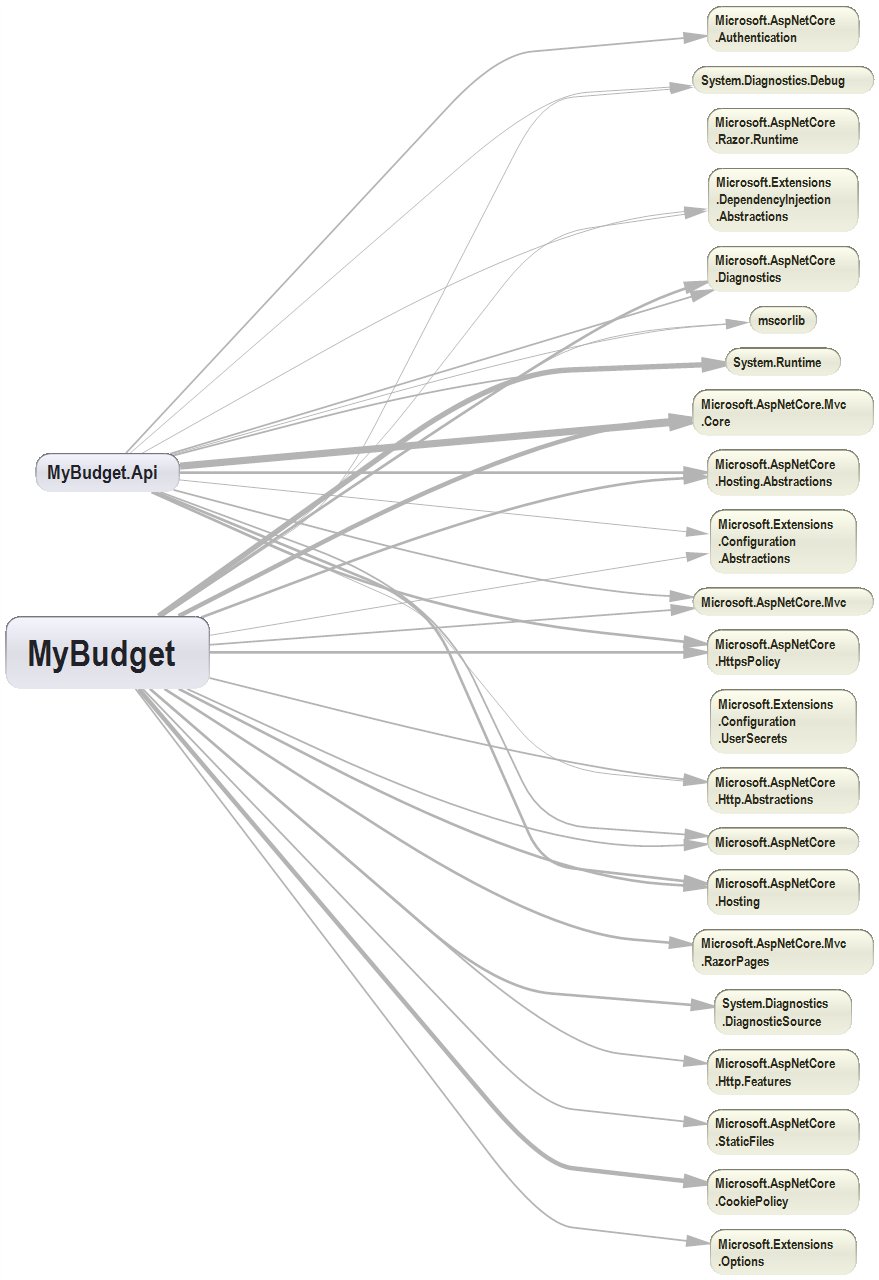 Microsoft.AspNetCore
.Authentication
System.Diagnostics.Debug
Microsoft.AspNetCore
.Razor.Runtime
Microsoft.Extensions
.DependencyInjection
.Abstractions
Microsoft.AspNetCore
.Diagnostics
mscorlib
System.Runtime
Microsoft.AspNetCore.Mvc
.Core
MyBudget.Api
Microsoft.AspNetCore
.Hosting.Abstractions
Microsoft.Extensions
.Configuration
.Abstractions
Microsoft.AspNetCore.Mvc
MyBudget
Microsoft.AspNetCore
.HttpsPolicy
Microsoft.Extensions
.Configuration
.UserSecrets
Microsoft.AspNetCore
.Http.Abstractions
Microsoft.AspNetCore
Microsoft.AspNetCore
.Hosting
Microsoft.AspNetCore.Mvc
.RazorPages
System.Diagnostics
.DiagnosticSource
Microsoft.AspNetCore
.Http.Features
Microsoft.AspNetCore
.StaticFiles
Microsoft.AspNetCore
.CookiePolicy
Microsoft.Extensions
.Options